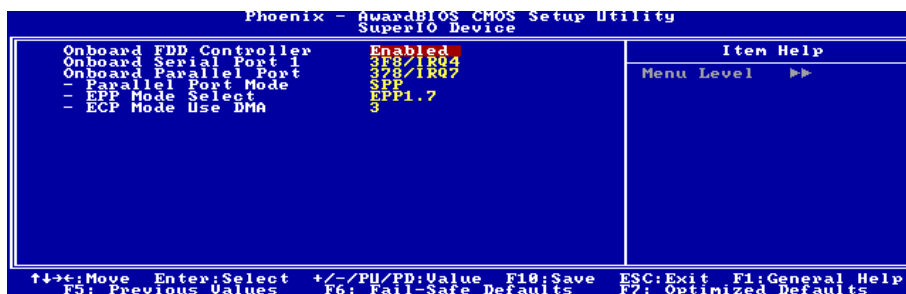 Phoenix - AwardBIOS CMOS Setup Utility
SuperIO Device
Onboard FDD Controller Enabled
Onboard Serial Port 1 3F8/IRQ4
Onboard Parallel Port 378/IRQ7
- Parallel Port Mode SPP
- EPP Mode Select EPP1.7
- ECP Mode Use DMA 3
Item Help
Menu Level ▶▶
↑↓→←:Move Enter:Select +/-/PU/PD:Value F10:Save ESC:Exit F1:General Help
F5: Previous Values F6: Fail-Safe Defaults F7: Optimized Defaults